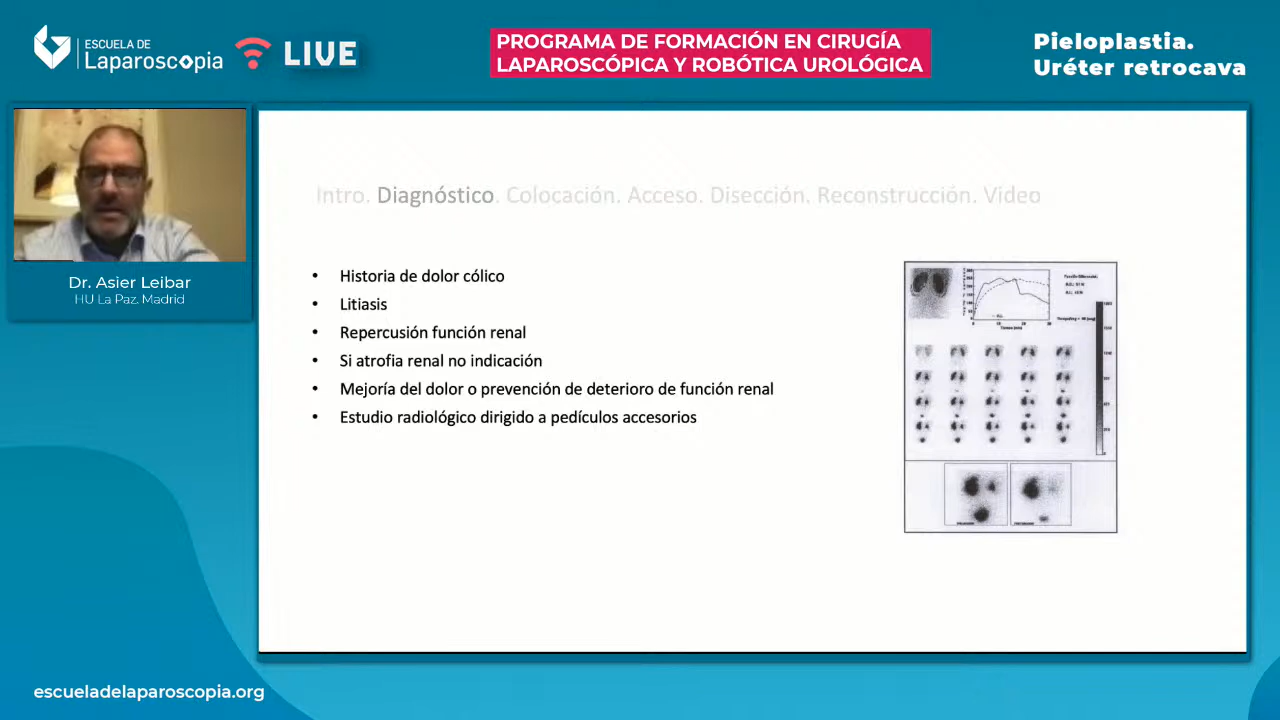 ESCUELA DE
Laparoscopia
LIVE
PROGRAMA DE FORMACIÓN EN CIRUGÍA
LAPAROSCÓPICA Y ROBÓTICA UROLÓGICA
Pieloplastia.
Uréter retrocava
Dr. Asier Leibar
HU La Paz. Madrid
Intro. Diagnóstico. Colocación. Acceso. Disección. Reconstrucción. Video
• Historia de dolor cólico
• Litiasis
• Repercusión función renal
• Si atrofia renal no indicación
• Mejoría del dolor o prevención de deterioro de función renal
• Estudio radiológico dirigido a pedículos accesorios
escueladelaparoscopia.org